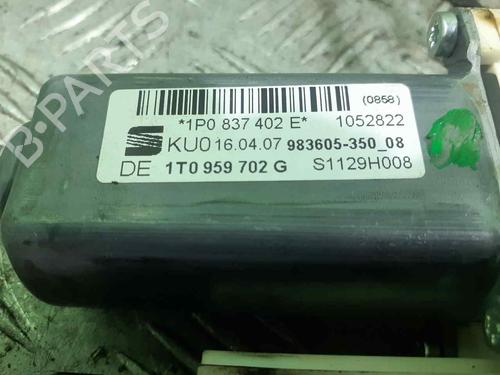 (0858)
*1P0 837 402 E* 1052822
KU0 16.04.07 983605-350_08
DE 1T0 959 702 G S1129H008
B-PARTS